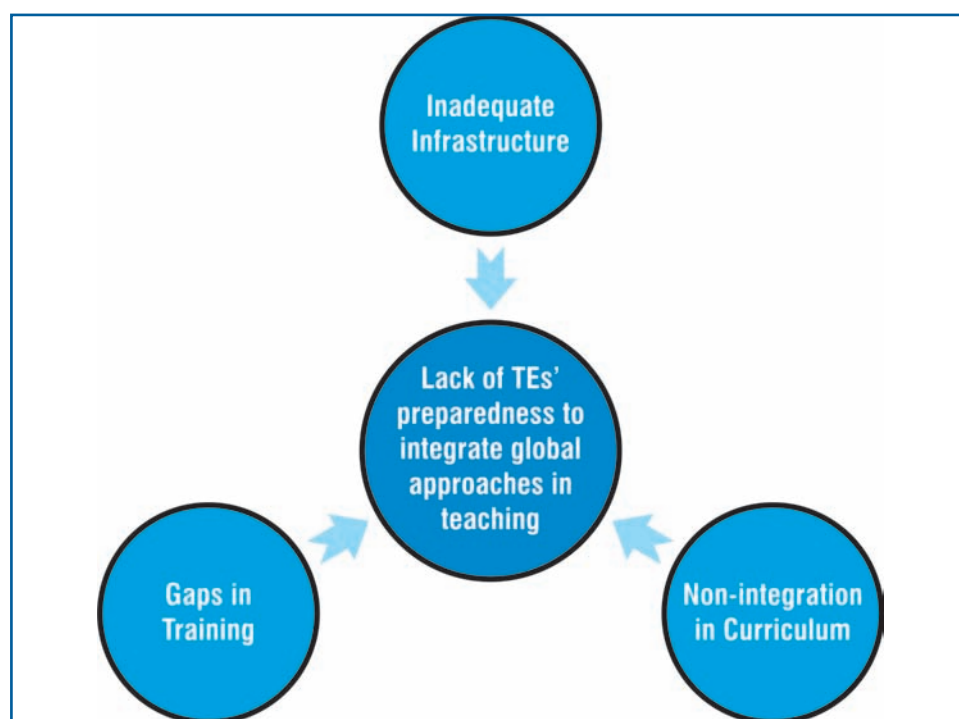 Inadequate
Infrastructure
Lack of TEs’
preparedness to
integrate global
approaches in
teaching
Gaps in
Training
Non-integration
in Curriculum